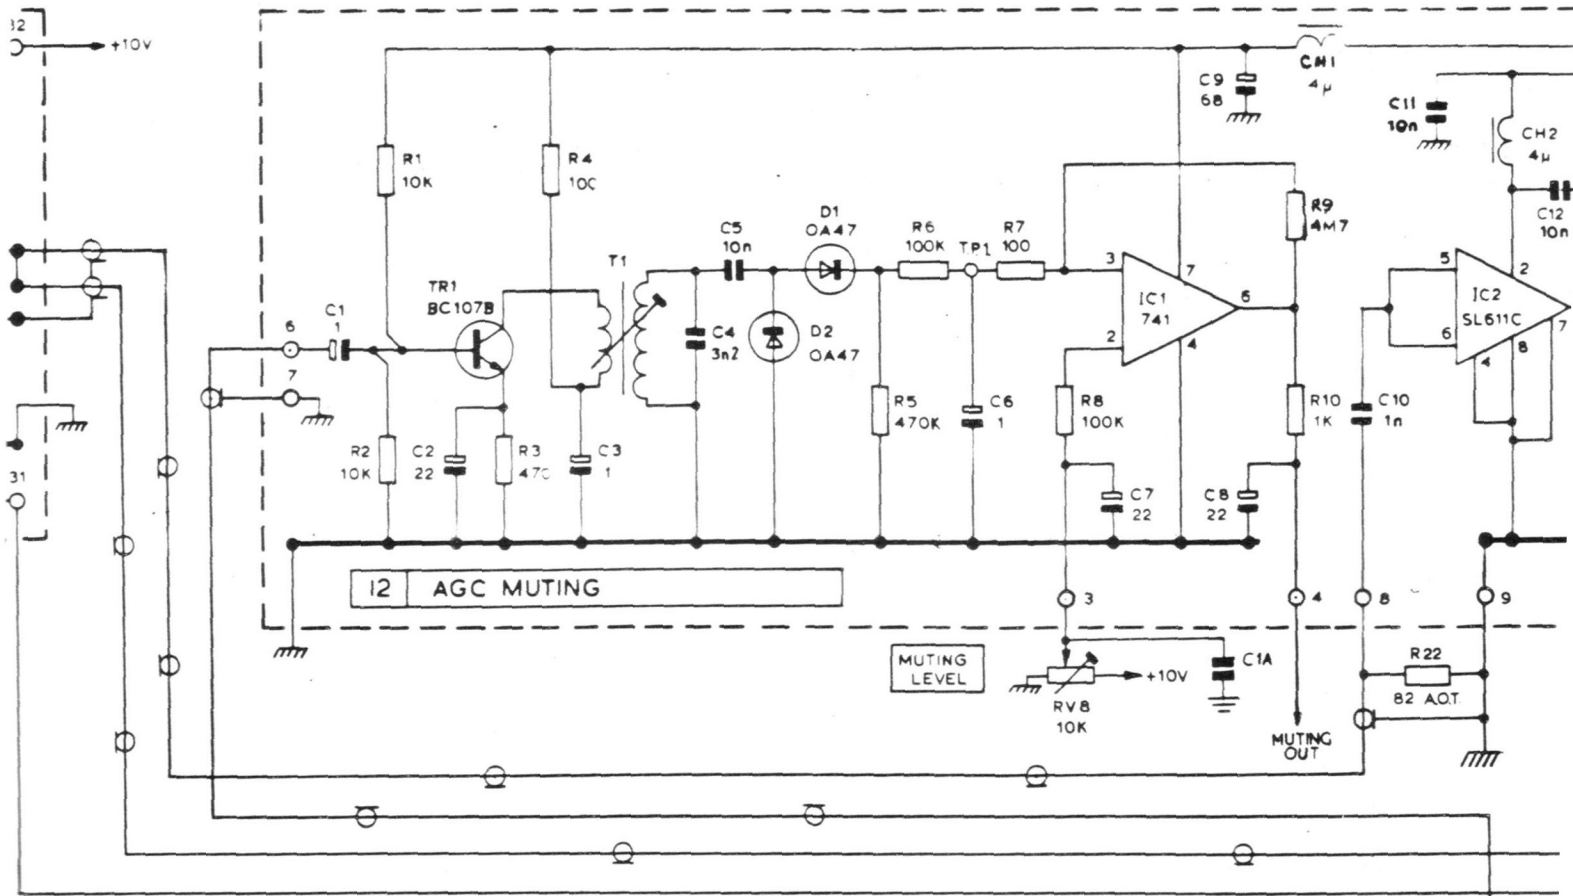 32
+10V
C9
68
CH1
4µ
C11
10n
CH2
4µ
C12
10n
R1
10K
R4
100
R9
4M7
D1
OA47
C5
10n
R6
100K
TP1
R7
100
T1
TR1
BC107B
C1
1
6
7
C4
3n2
D2
OA47
3
2
7
4
6
IC1
741
5
6
2
IC2
SL611C
7
4
8
R2
10K
C2
22
R3
470
C3
1
R5
470K
C6
1
R8
100K
R10
1K
C10
1n
31
C7
22
C8
22
12 AGC MUTING
3
4
8
9
MUTING
LEVEL
RV8
10K
+10V
C1A
R22
82 A.O.T.
MUTING
OUT